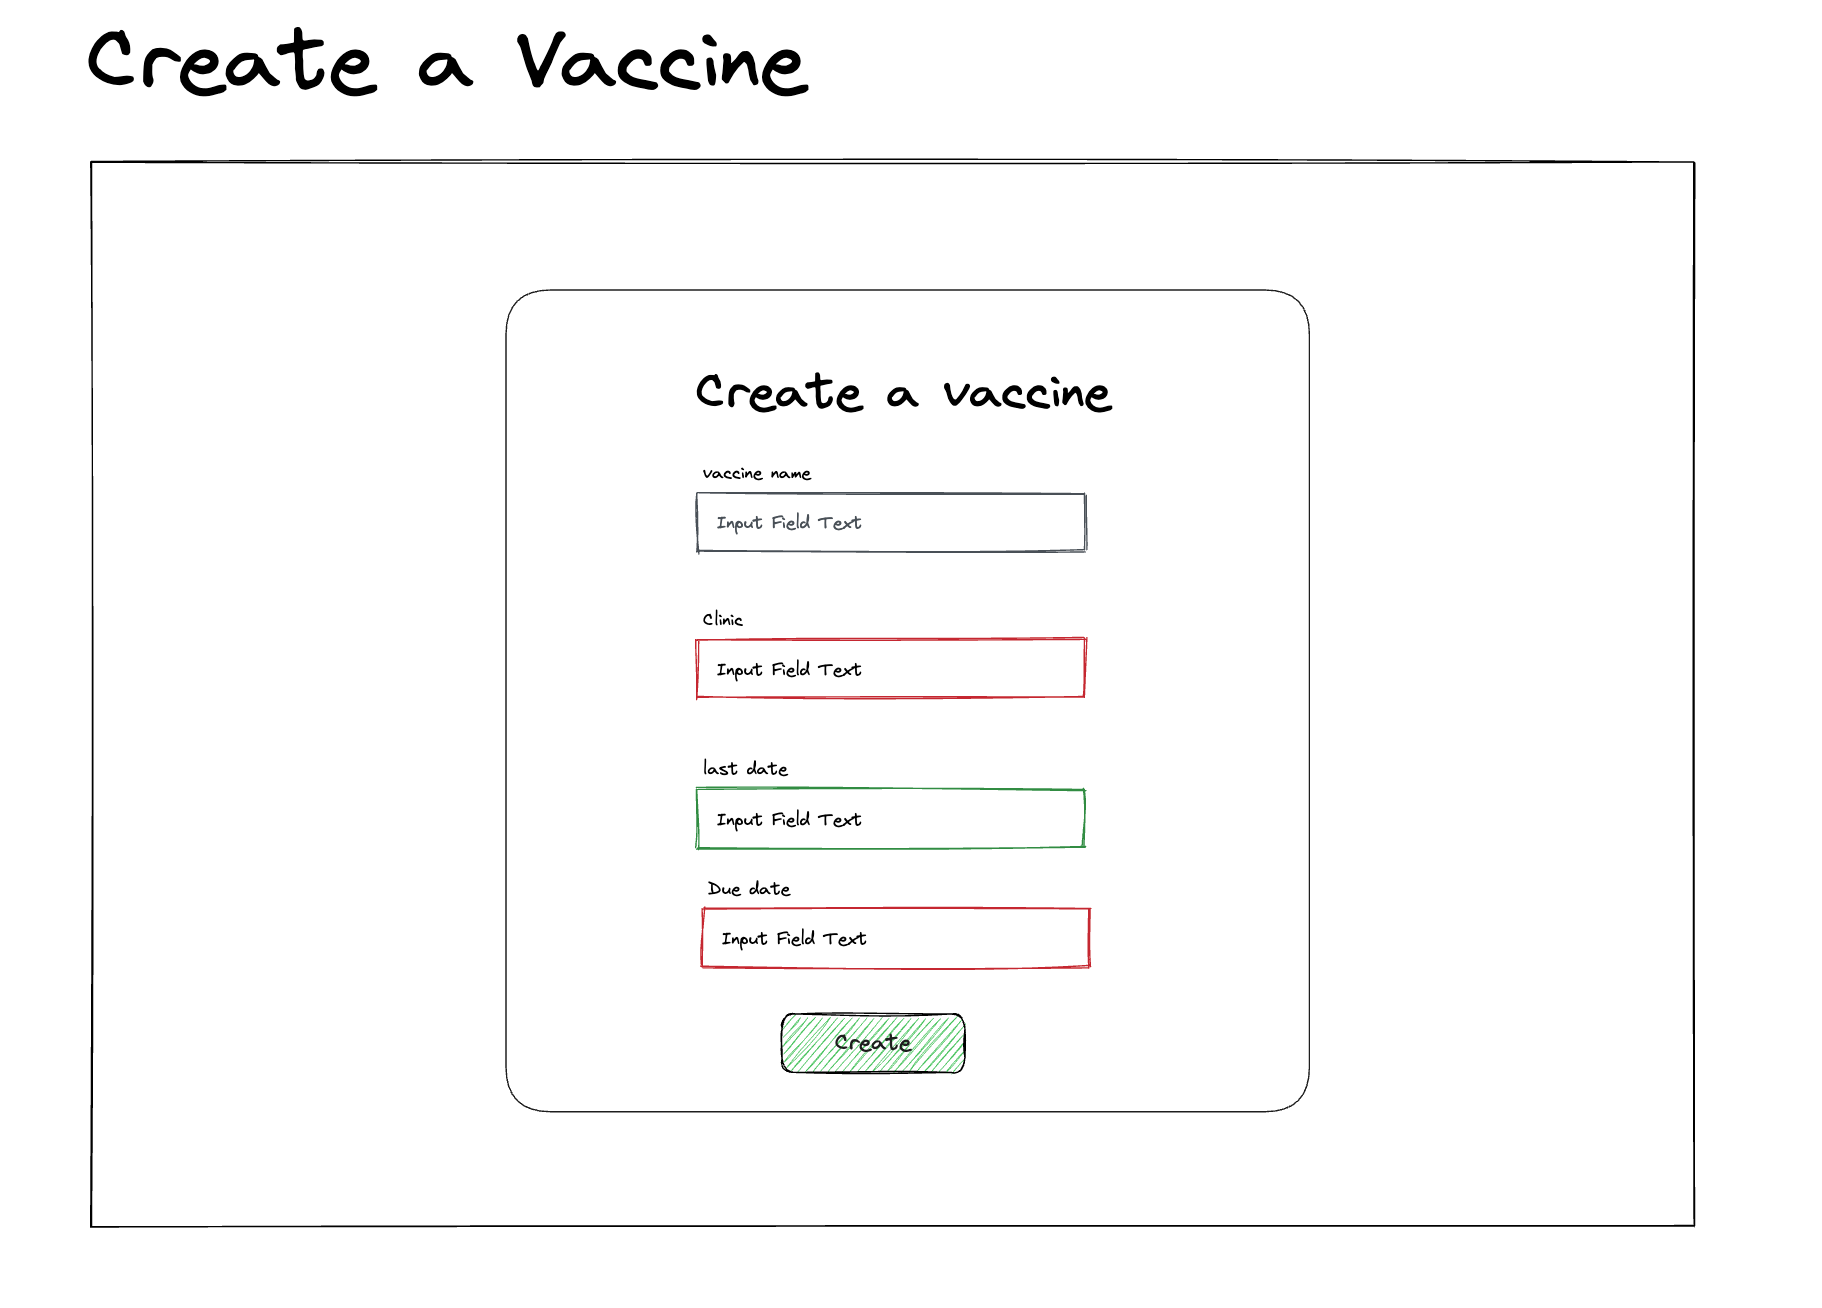 Create a Vaccine
Create a vaccine
vaccine name
Input Field Text
Clinic
Input Field Text
last date
Input Field Text
Due date
Input Field Text
Create